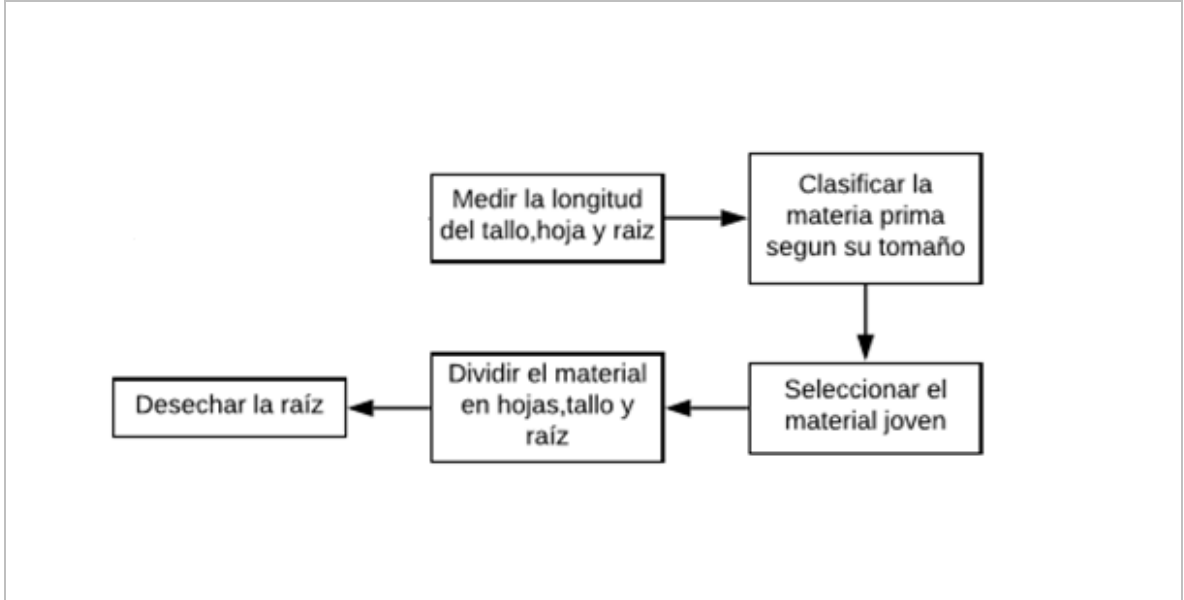 Medir la longitud
del tallo,hoja y raiz
Clasificar la
materia prima
segun su tomaño
Seleccionar el
material joven
Dividir el material
en hojas,tallo y
raíz
Desechar la raíz